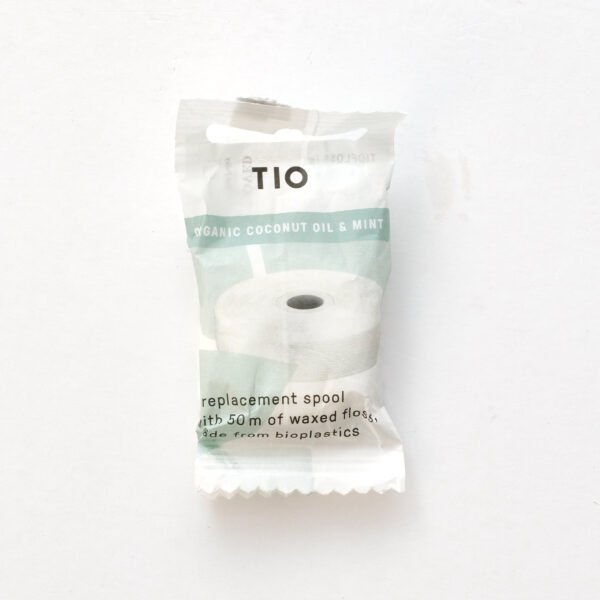 TIO
ORGANIC COCONUT OIL & MINT
replacement spool
with 50 m of waxed floss,
made from bioplastics